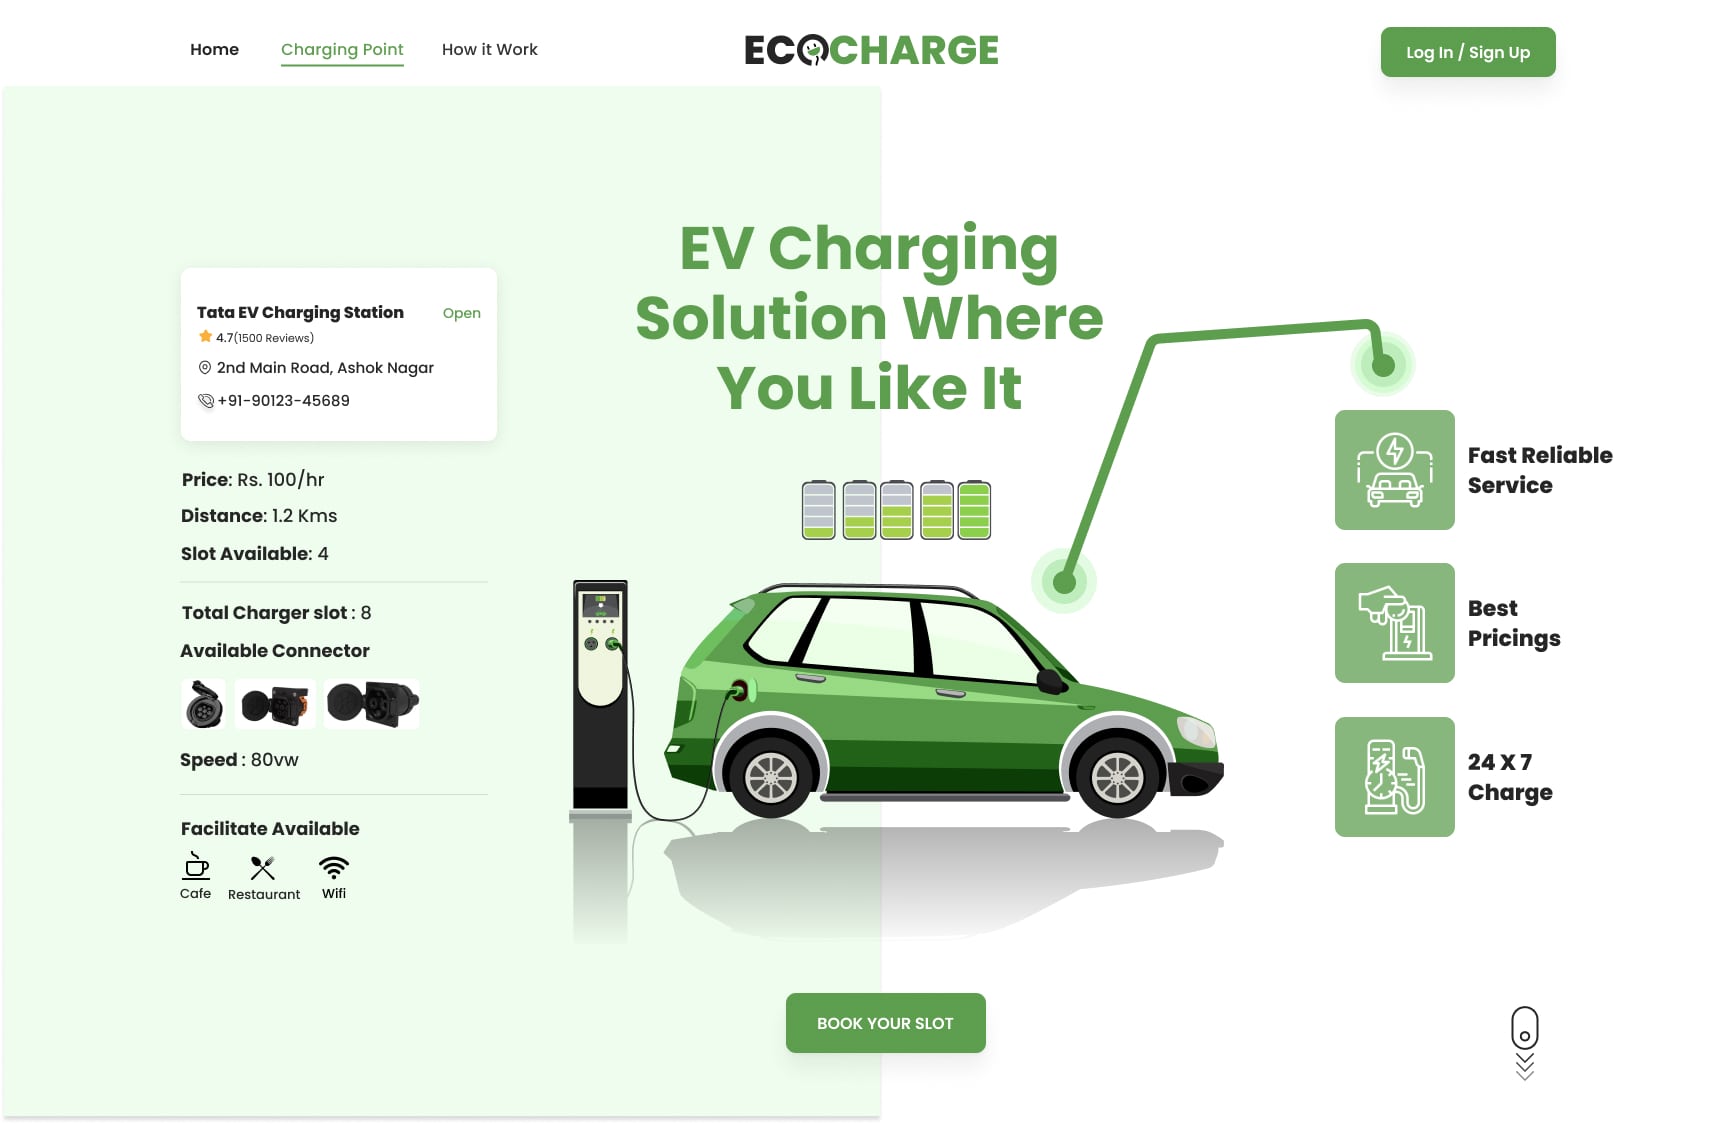 Home
Charging Point
How it Work
ECOCHARGE
Log In / Sign Up
EV Charging
Solution Where
You Like It
Tata EV Charging Station
Open
4.7(1500 Reviews)
2nd Main Road, Ashok Nagar
+91-90123-45689
Price: Rs. 100/hr
Distance: 1.2 Kms
Slot Available: 4
Total Charger slot : 8
Available Connector
Speed : 80vw
Facilitate Available
Cafe
Restaurant
Wifi
Fast Reliable
Service
Best
Pricings
24 X 7
Charge
BOOK YOUR SLOT